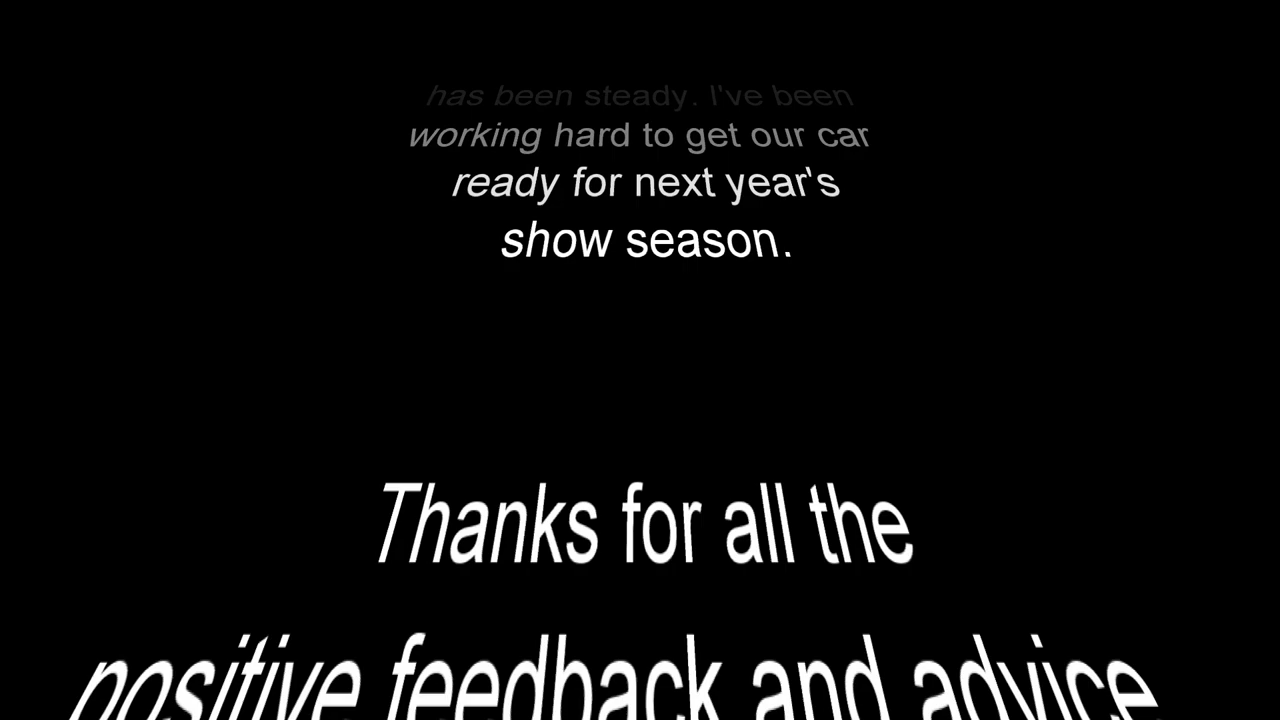 has been steady. I've been
working hard to get our car
ready for next year's
show season.
Thanks for all the
positive feedback and advice